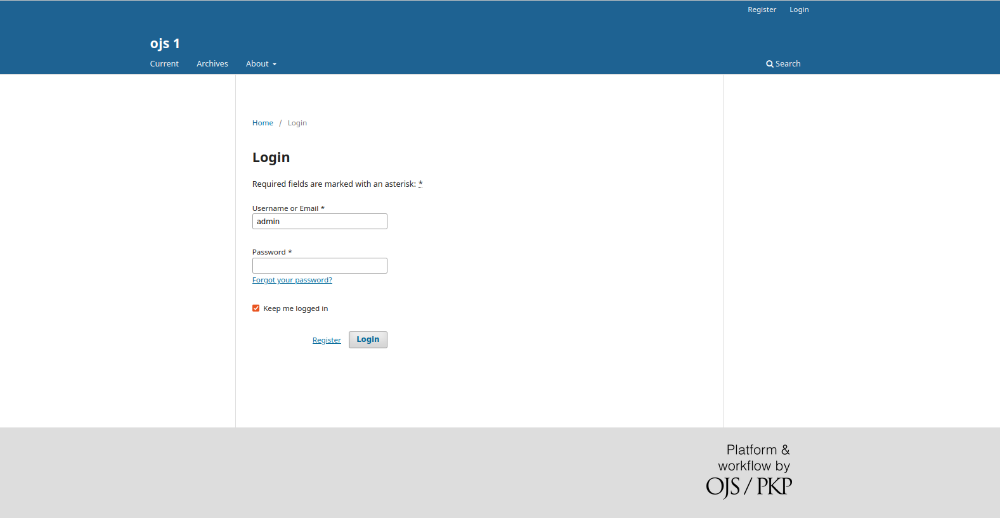 Register Login
ojs 1
Current Archives About
Search
Home / Login
Login
Required fields are marked with an asterisk: *
Username or Email *
admin
Password *
Forgot your password?
Keep me logged in
Register Login
Platform &
workflow by
OJS / PKP